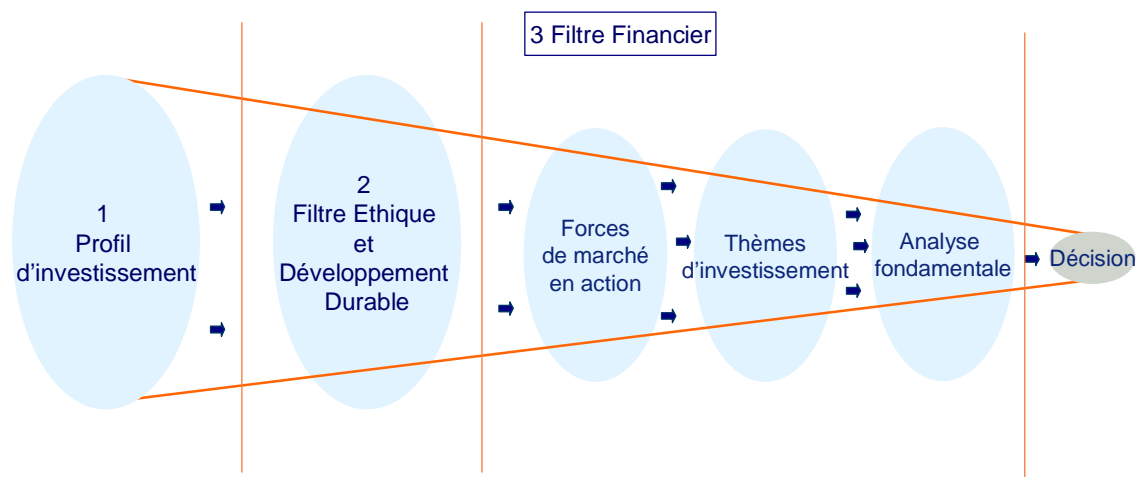 3 Filtre Financier
1
Profil
d'investissement
2
Filtre Ethique
et
Développement
Durable
Forces
de marché
en action
Thèmes
d'investissement
Analyse
fondamentale
Décision